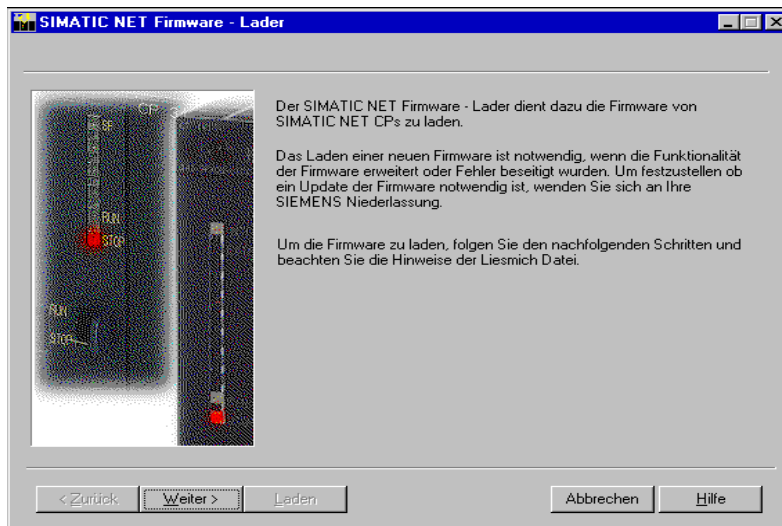 SIMATIC NET Firmware - Lader
CP
SF
RUN
STOP
RUN
STOP
Der SIMATIC NET Firmware - Lader dient dazu die Firmware von
SIMATIC NET CPs zu laden.
Das Laden einer neuen Firmware ist notwendig, wenn die Funktionalität
der Firmware erweitert oder Fehler beseitigt wurden. Um festzustellen ob
ein Update der Firmware notwendig ist, wenden Sie sich an Ihre
SIEMENS Niederlassung.
Um die Firmware zu laden, folgen Sie den nachfolgenden Schritten und
beachten Sie die Hinweise der Liesmich Datei.
< Zurück Weiter > Laden Abbrechen Hilfe